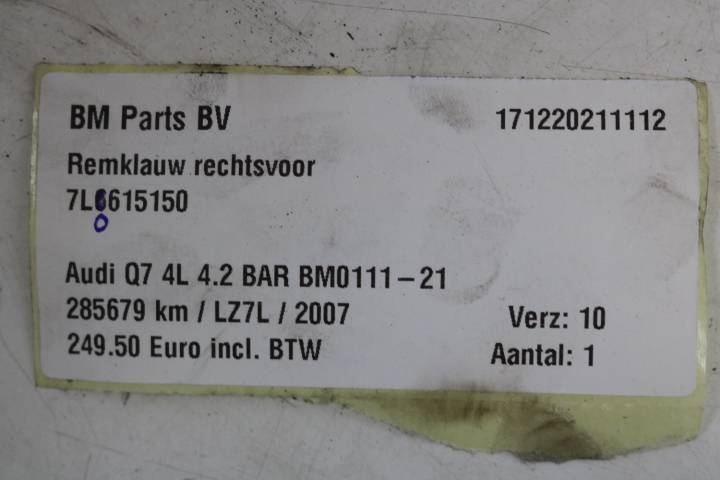 BM Parts BV 171220211112
Remklauw rechtsvoor
7L6615150
0
Audi Q7 4L 4.2 BAR BM0111-21
285679 km / LZ7L / 2007 Verz: 10
249.50 Euro incl. BTW Aantal: 1